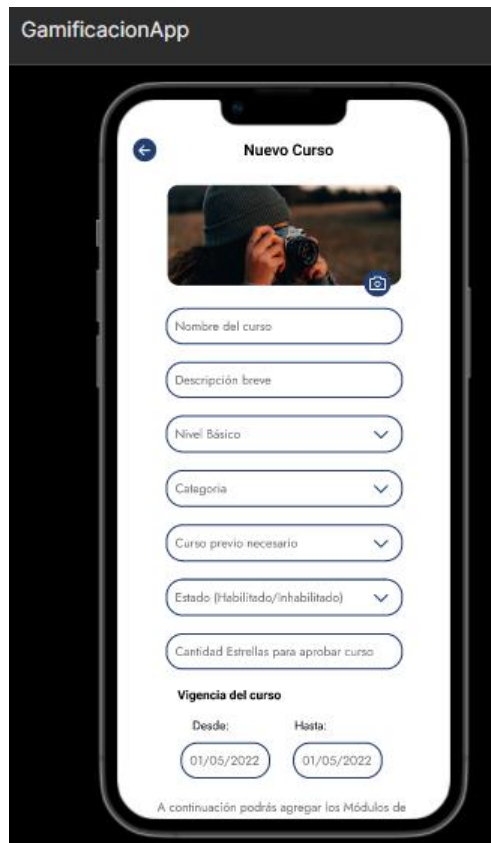 GamificacionApp
Nuevo Curso
Nombre del curso
Descripción breve
Nivel Básico
Categoria
Curso previo necesario
Estado (Habilitado/Inhabilitado)
Cantidad Estrellas para aprobar curso
Vigencia del curso
Desde: Hasta:
01/05/2022 01/05/2022
A continuación podrás agregar los Módulos de